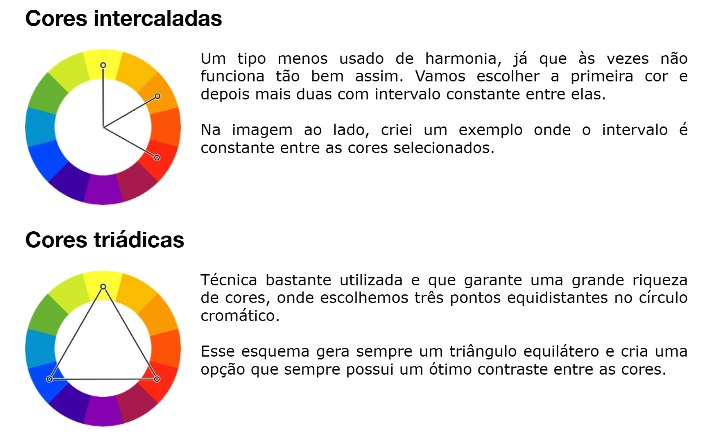 Cores intercaladas
Um tipo menos usado de harmonia, já que às vezes não
funciona tão bem assim. Vamos escolher a primeira cor e
depois mais duas com intervalo constante entre elas.
Na imagem ao lado, criei um exemplo onde o intervalo é
constante entre as cores selecionados.
Cores triádicas
Técnica bastante utilizada e que garante uma grande riqueza
de cores, onde escolhemos três pontos equidistantes no círculo
cromático.
Esse esquema gera sempre um triângulo equilátero e cria uma
opção que sempre possui um ótimo contraste entre as cores.